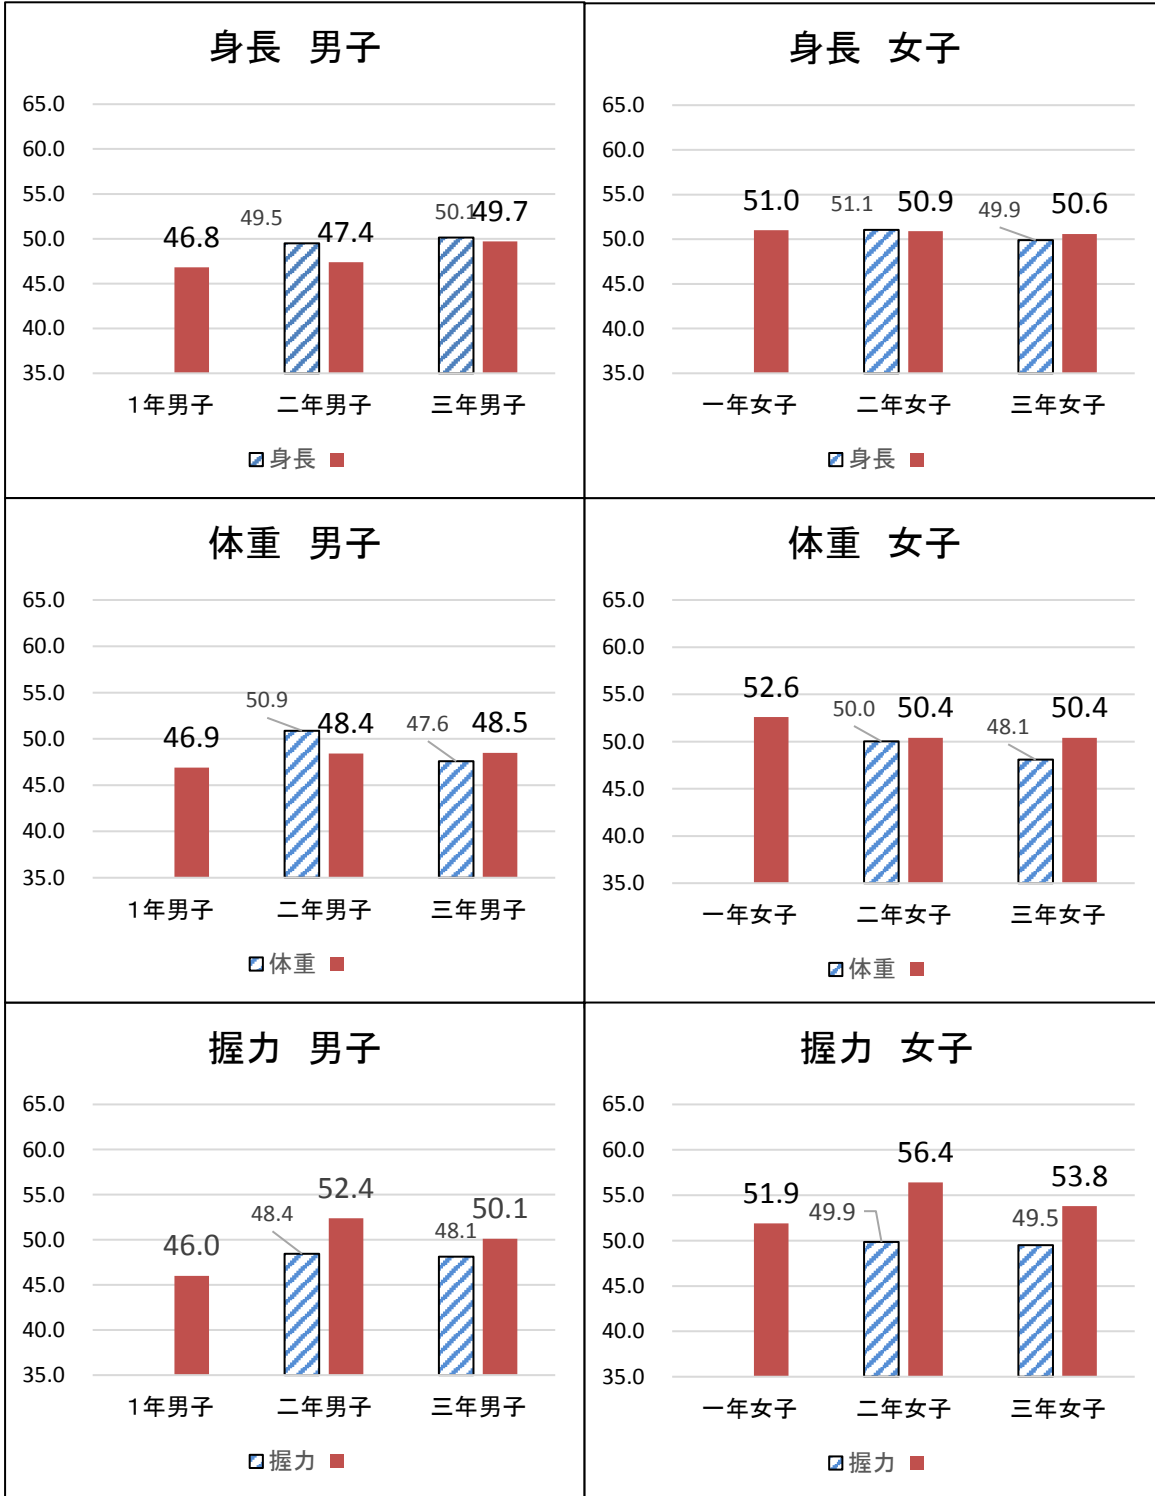 身長　男子
65.0
60.0
55.0
50.0
45.0
40.0
35.0
46.8
49.5
47.4
50.1
49.7
1年男子
二年男子
三年男子
身長
身長　女子
65.0
60.0
55.0
50.0
45.0
40.0
35.0
51.0
51.1
50.9
49.9
50.6
一年女子
二年女子
三年女子
身長
体重　男子
65.0
60.0
55.0
50.0
45.0
40.0
35.0
46.9
50.9
48.4
47.6
48.5
1年男子
二年男子
三年男子
体重
体重　女子
65.0
60.0
55.0
50.0
45.0
40.0
35.0
52.6
50.0
50.4
48.1
50.4
一年女子
二年女子
三年女子
体重
握力　男子
65.0
60.0
55.0
50.0
45.0
40.0
35.0
46.0
48.4
52.4
48.1
50.1
1年男子
二年男子
三年男子
握力
握力　女子
65.0
60.0
55.0
50.0
45.0
40.0
35.0
51.9
49.9
56.4
49.5
53.8
一年女子
二年女子
三年女子
握力